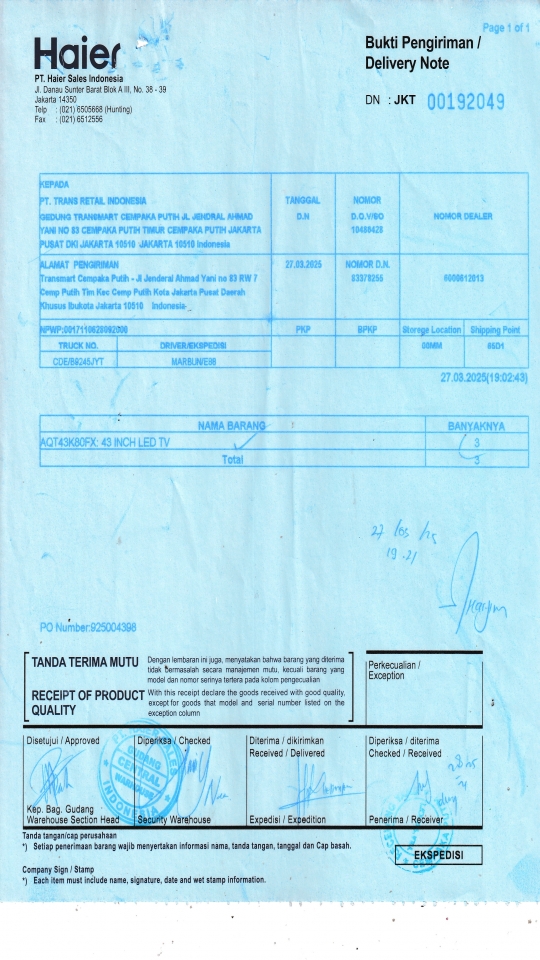 Page 1 of 1
Haier
Bukti Pengiriman /
Delivery Note
PT. Haier Sales Indonesia
Jl. Danau Sunter Barat Blok A III, No. 38 - 39
Jakarta 14350
Telp : (021) 6505668 (Hunting)
Fax : (021) 6512556
DN : JKT 00192049
KEPADA
PT. TRANS RETAIL INDONESIA
GEDUNG TRANSMART CEMPAKA PUTIH JL JENDRAL AHMAD
YANI NO 83 CEMPAKA PUTIH TIMUR CEMPAKA PUTIH JAKARTA
PUSAT DKI JAKARTA 10510 JAKARTA 10510 Indonesia
TANGGAL
D.N
NOMOR
D.O.V/SO
10488428
NOMOR DEALER
ALAMAT PENGIRIMAN
Transmart Cempaka Putih - Jl Jenderal Ahmad Yani no 83 RW 7
Cemp Putih Tim Kec Cemp Putih Kota Jakarta Pusat Daerah
Khusus Ibukota Jakarta 10510 Indonesia-
27.03.2025
NOMOR D.N.
83378255
6000612013
PKP
BPKP
Storege Location
Shipping Point
TRUCK NO.
DRIVER/EKSPEDISI
CDE/B9245JYT
27.03.2025(19:02:43)
NAMA BARANG
BANYAKNYA
AQT43K80FX: 43 INCH LED TV
3
Total
3
27/03/25
19.21
PO Number:925004398
TANDA TERIMA MUTU
Dengan lembaran ini juga, menyatakan bahwa barang yang diterima
tidak bermasalah secara manajemen mutu, kecuali barang yang
model dan nomor serinya tertera pada kolom pengecualian
RECEIPT OF PRODUCT
QUALITY
With this receipt declare the goods received with good quality,
except for goods that model and serial number listed on the
exception column
Perkecualian /
Exception
Disetujui / Approved
Diperiksa / Checked
Diterima / dikirimkan
Received / Delivered
Diperiksa / diterima
Checked / Received
GUDANG
CENTRAL
WAREHOUSE
INDONESIA
Kep. Bag. Gudang
Warehouse Section Head
Security Warehouse
Expedisi / Expedition
Penerima / Receiver
Tanda tangan/cap perusahaan
*) Setiap penerimaan barang wajib menyertakan informasi nama, tanda tangan, tanggal dan Cap basah.
EKSPEDISI
Company Sign / Stamp
*) Each item must include name, signature, date and wet stamp information.